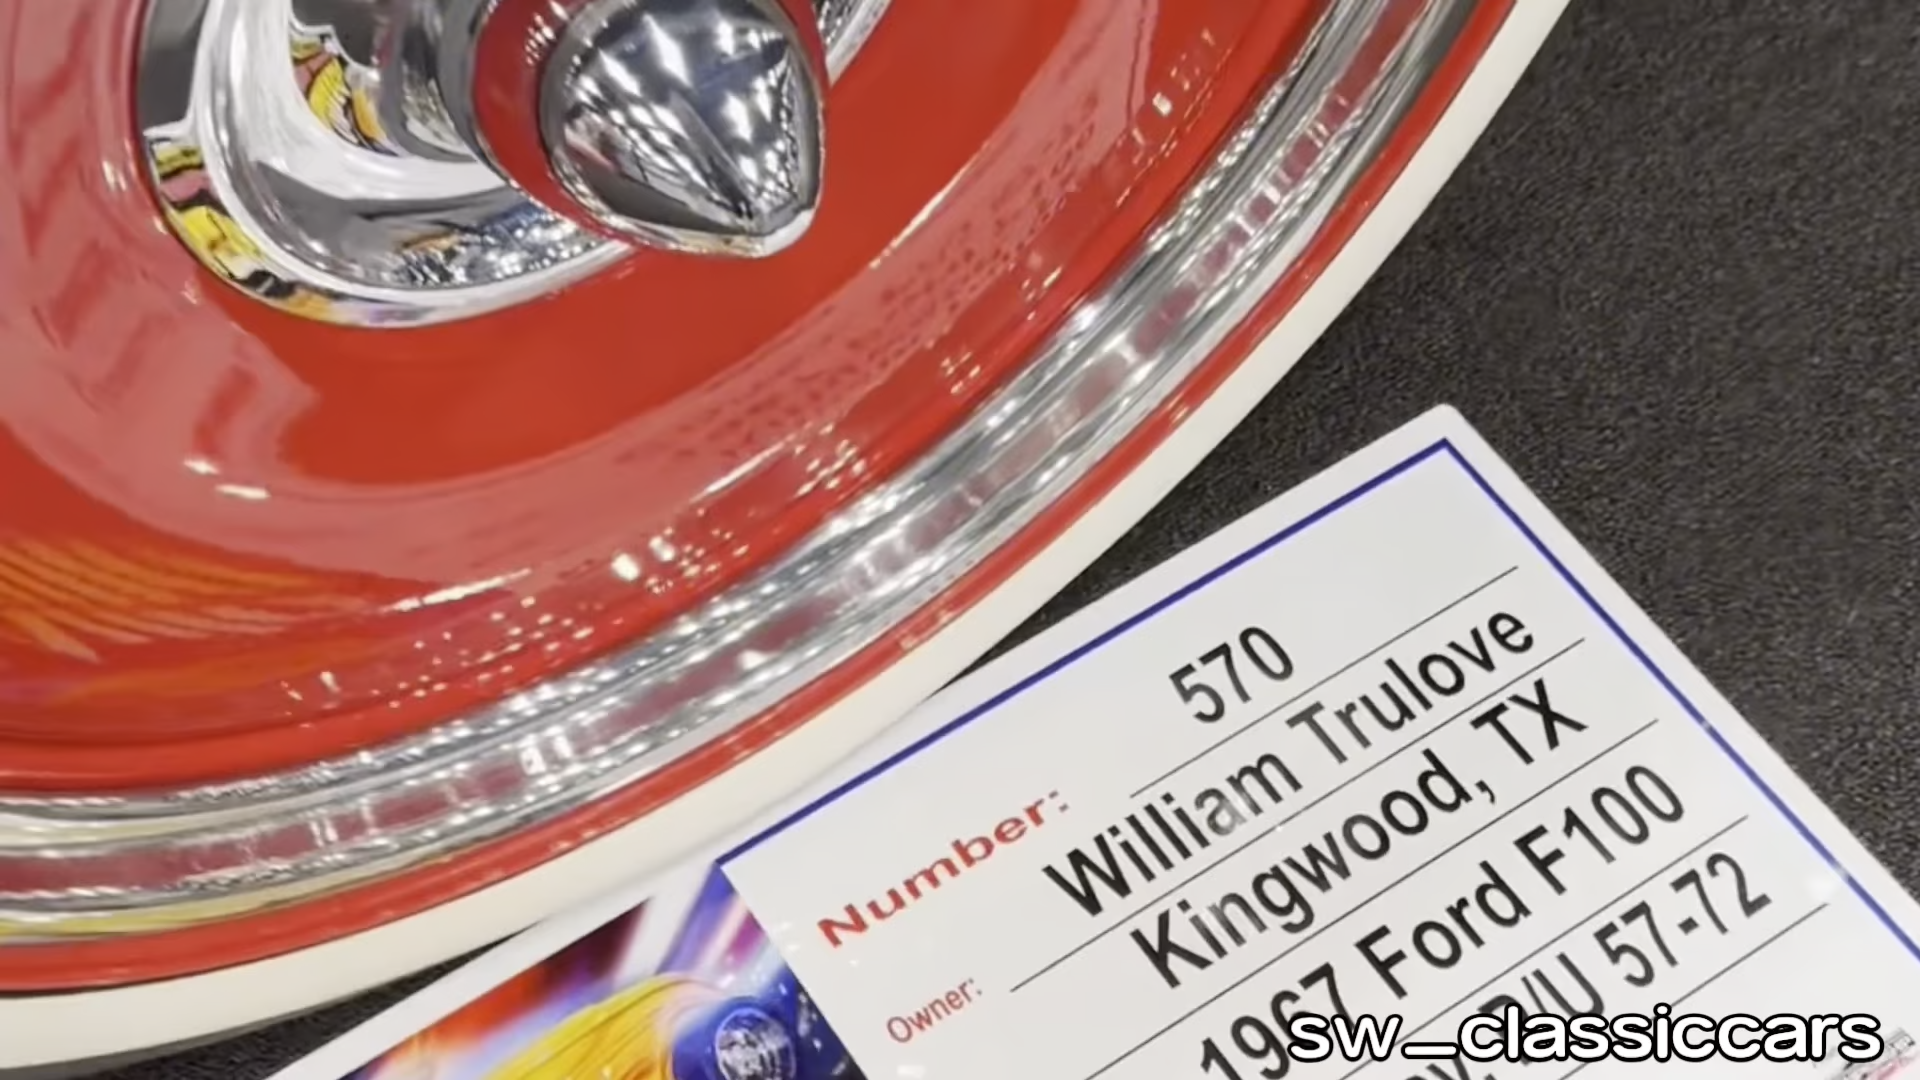 Number: 570
Owner: William Trulove
Kingwood, TX
1967 Ford F100
P/U 57-72
sw_classiccars